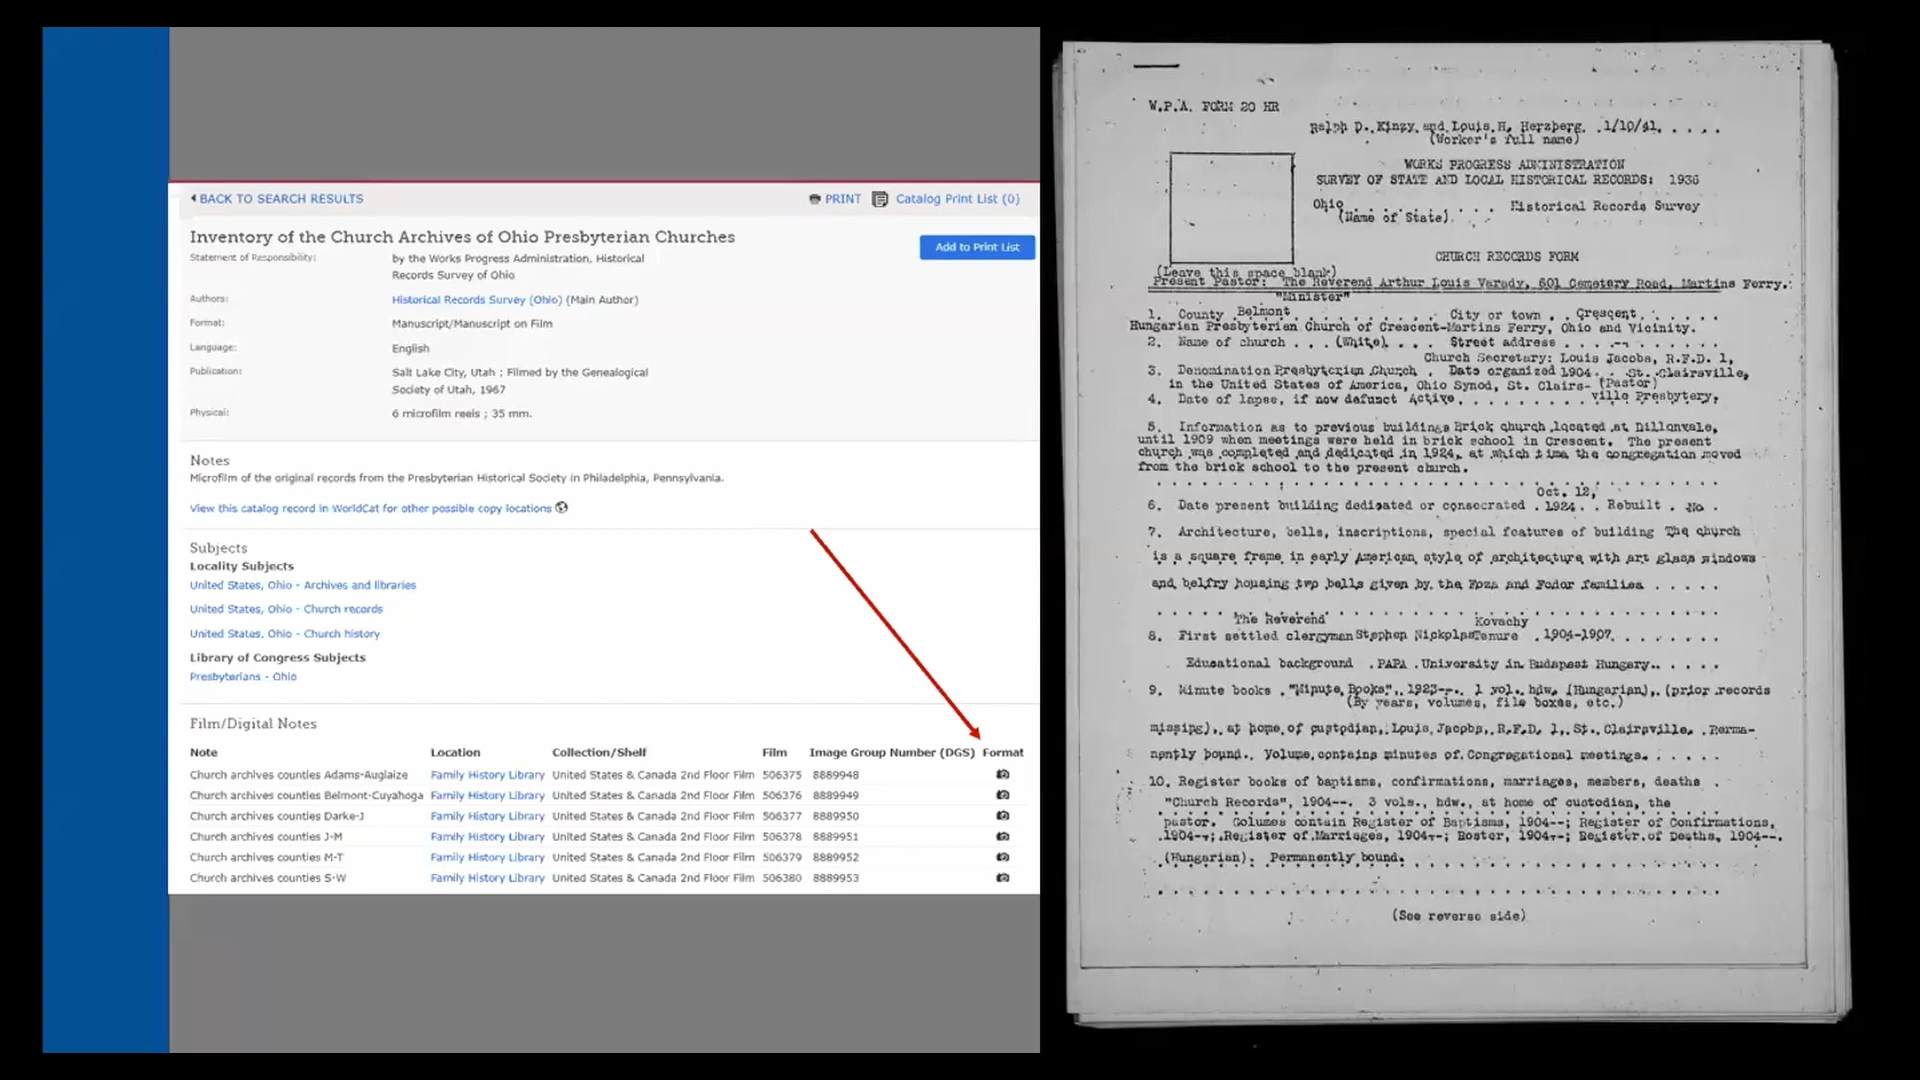 BACK TO SEARCH RESULTS
PRINT
Catalog Print List (0)
Inventory of the Church Archives of Ohio Presbyterian Churches
Add to Print List
Statement of Responsibility: by the Works Progress Administration, Historical
Records Survey of Ohio
Authors: Historical Records Survey (Ohio) (Main Author)
Format: Manuscript/Manuscript on Film
Language: English
Publication: Salt Lake City, Utah ; Filmed by the Genealogical
Society of Utah, 1967
Physical: 6 microfilm reels ; 35 mm.
Notes
Microfilm of the original records from the Presbyterian Historical Society in Philadelphia, Pennsylvania.
View this catalog record in WorldCat for other possible copy locations
Subjects
Locality Subjects
United States, Ohio - Archives and libraries
United States, Ohio - Church records
United States, Ohio - Church history
Library of Congress Subjects
Presbyterians - Ohio
Film/Digital Notes
Note Location Collection/Shelf Film Image Group Number (DGS) Format
Church archives counties Adams-Auglaize Family History Library United States & Canada 2nd Floor Film 506375 8889948
Church archives counties Belmont-Cuyahoga Family History Library United States & Canada 2nd Floor Film 506376 8889949
Church archives counties Darke-J Family History Library United States & Canada 2nd Floor Film 506377 8889950
Church archives counties J-M Family History Library United States & Canada 2nd Floor Film 506378 8889951
Church archives counties M-T Family History Library United States & Canada 2nd Floor Film 506379 8889952
Church archives counties S-W Family History Library United States & Canada 2nd Floor Film 506380 8889953
W.P.A. FORM 20 HR
Ralph D. Kinzy and Louis H. Herzberg. .1/10/41. . . . .
(Worker's full name)
WORKS PROGRESS ADMINISTRATION
SURVEY OF STATE AND LOCAL HISTORICAL RECORDS: 1936
Ohio . . . . . . . . . . . Historical Records Survey
(Name of State)
CHURCH RECORDS FORM
(Leave this space blank)
Present Pastor: The Reverend Arthur Louis Varady, 601 Cemetery Road, Martins Ferry.
"Minister"
1. County Belmont . . . . . . . . . . City or town . . Crescent. . . . . .
Hungarian Presbyterian Church of Crescent-Martins Ferry, Ohio and Vicinity.
2. Name of church . . . (White). . . . Street address . . . . .-- . . . . .
Church Secretary: Louis Jacobs, R.F.D. 1,
3. Denomination Presbyterian Church . Date organized 1904. . St. Clairsville,
in the United States of America, Ohio Synod, St. Clairs- (Pastor)
4. Date of lapse, if now defunct Active. . . . . . . . . ville Presbytery.
5. Information as to previous buildings Brick church located at Dillonvale,
until 1909 when meetings were held in brick school in Crescent. The present
church was completed and dedicated in 1924, at which time the congregation moved
from the brick school to the present church.
Oct. 12,
6. Date present building dedicated or consecrated . 1924. . Rebuilt . No .
7. Architecture, bells, inscriptions, special features of building The church
is a square frame in early American style of architecture with art glass windows
and belfry housing two bells given by the Foza and Fodor families . . . . .
The Reverend Kovachy
8. First settled clergyman Stephen Tenure . 1904-1907. . . . . . .
Educational background . PAPA . University in Budapest Hungary.. . . . .
9. Minute books . "Minute Books", 1923--. 1 vol., hdw. (Hungarian), (prior records
(By years, volumes, file boxes, etc.)
missing), at home of custodian, Louis Jacobs, R.F.D. 1, St. Clairsville. Perma-
nently bound. Volume contains minutes of Congregational meetings. . . . .
10. Register books of baptisms, confirmations, marriages, members, deaths
"Church Records", 1904--. 3 vols., hdw., at home of custodian, the
pastor. Columes contain Register of Baptisms, 1904--; Register of Confirmations,
1904--; Register of Marriages, 1904--; Roster, 1904--; Register of Deaths, 1904--.
(Hungarian). Permanently bound.
(See reverse side)